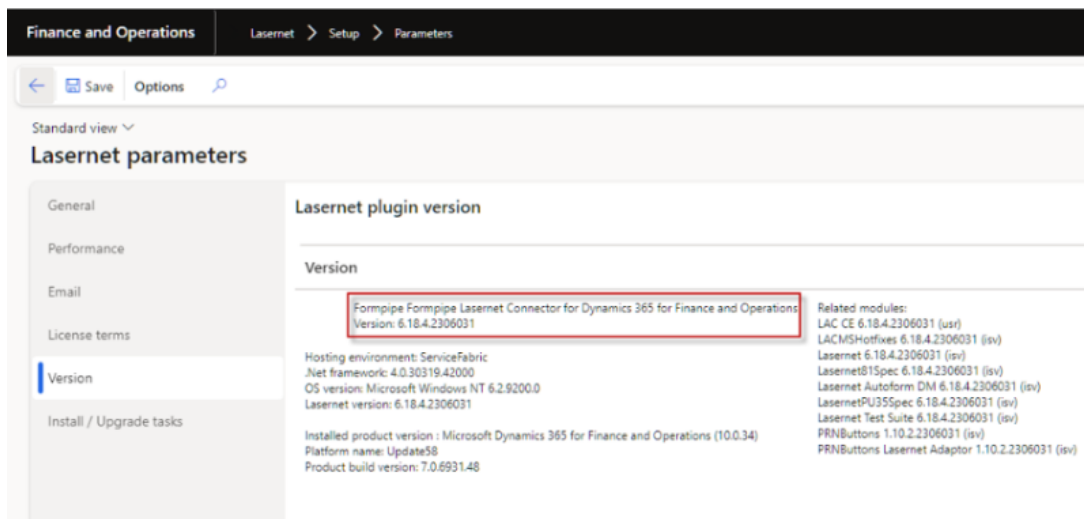 Finance and Operations
Lasernet > Setup > Parameters
Save Options
Standard view
Lasernet parameters
General
Performance
Email
License terms
Version
Install / Upgrade tasks
Lasernet plugin version
Version
Formpipe Formpipe Lasernet Connector for Dynamics 365 for Finance and Operations
Version: 6.18.4.2306031
Hosting environment: ServiceFabric
.Net framework: 4.0.30319.42000
OS version: Microsoft Windows NT 6.2.9200.0
Lasernet version: 6.18.4.2306031
Installed product version : Microsoft Dynamics 365 for Finance and Operations (10.0.34)
Platform name: Update58
Product build version: 7.0.6931.48
Related modules:
LAC CE 6.18.4.2306031 (usr)
LACMSHotfixes 6.18.4.2306031 (isv)
Lasernet 6.18.4.2306031 (isv)
Lasernet81Spec 6.18.4.2306031 (isv)
Lasernet Autoform DM 6.18.4.2306031 (isv)
LasernetPU35Spec 6.18.4.2306031 (isv)
Lasernet Test Suite 6.18.4.2306031 (isv)
PRNButtons 1.10.2.2306031 (isv)
PRNButtons Lasernet Adaptor 1.10.2.2306031 (isv)